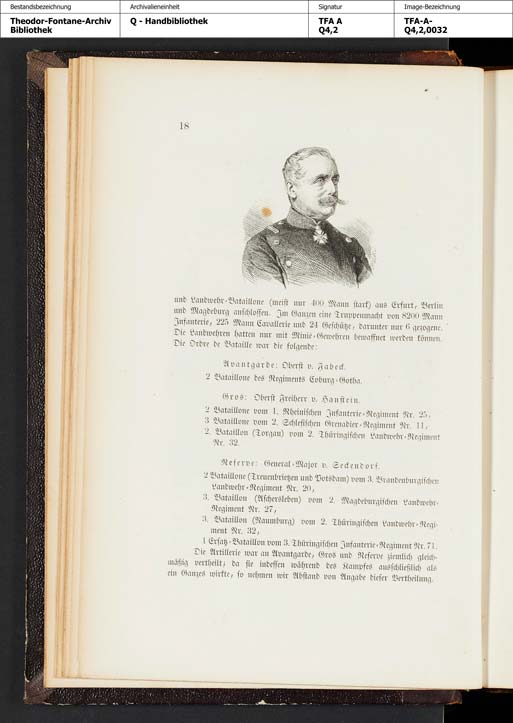 Bestandsbezeichnung Archivalieneinheit Signatur Image-Bezeichnung
Theodor-Fontane-Archiv Q - Handbibliothek TFA A TFA-A-
Bibliothek Q4,2 Q4,2,0032
18
und Landwehr-Bataillone (meist nur 400 Mann stark) aus Erfurt, Berlin
und Magdeburg anschlossen. Im Ganzen eine Truppenmacht von 8200 Mann
Infanterie, 225 Mann Cavallerie und 24 Geschütze, darunter nur 6 gezogene.
Die Landwehren hatten nur mit Minié-Gewehren bewaffnet werden können.
Die Ordre de Bataille war die folgende:
Avantgarde: Oberst v. Fabeck.
2 Bataillone des Regiments Coburg-Gotha.
Gros: Oberst Freiherr v. Hanstein.
2 Bataillone vom 1. Rheinischen Infanterie-Regiment Nr. 25,
3 Bataillone vom 2. Schlesischen Grenadier-Regiment Nr. 11,
2. Bataillon (Torgau) vom 2. Thüringischen Landwehr-Regiment
Nr. 32.
Reserve: General-Major v. Seckendorf.
2 Bataillone (Treuenbrietzen und Potsdam) vom 3. Brandenburgischen
Landwehr-Regiment Nr. 20,
3. Bataillon (Aschersleben) vom 2. Magdeburgischen Landwehr-
Regiment Nr. 27,
3. Bataillon (Naumburg) vom 2. Thüringischen Landwehr-Regi-
ment Nr. 32,
1 Ersatz-Bataillon vom 3. Thüringischen Infanterie-Regiment Nr. 71.
Die Artillerie war an Avantgarde, Gros und Reserve ziemlich gleich-
mäßig vertheilt; da sie indessen während des Kampfes ausschließlich als
ein Ganzes wirkte, so nehmen wir Abstand von Angabe dieser Vertheilung.